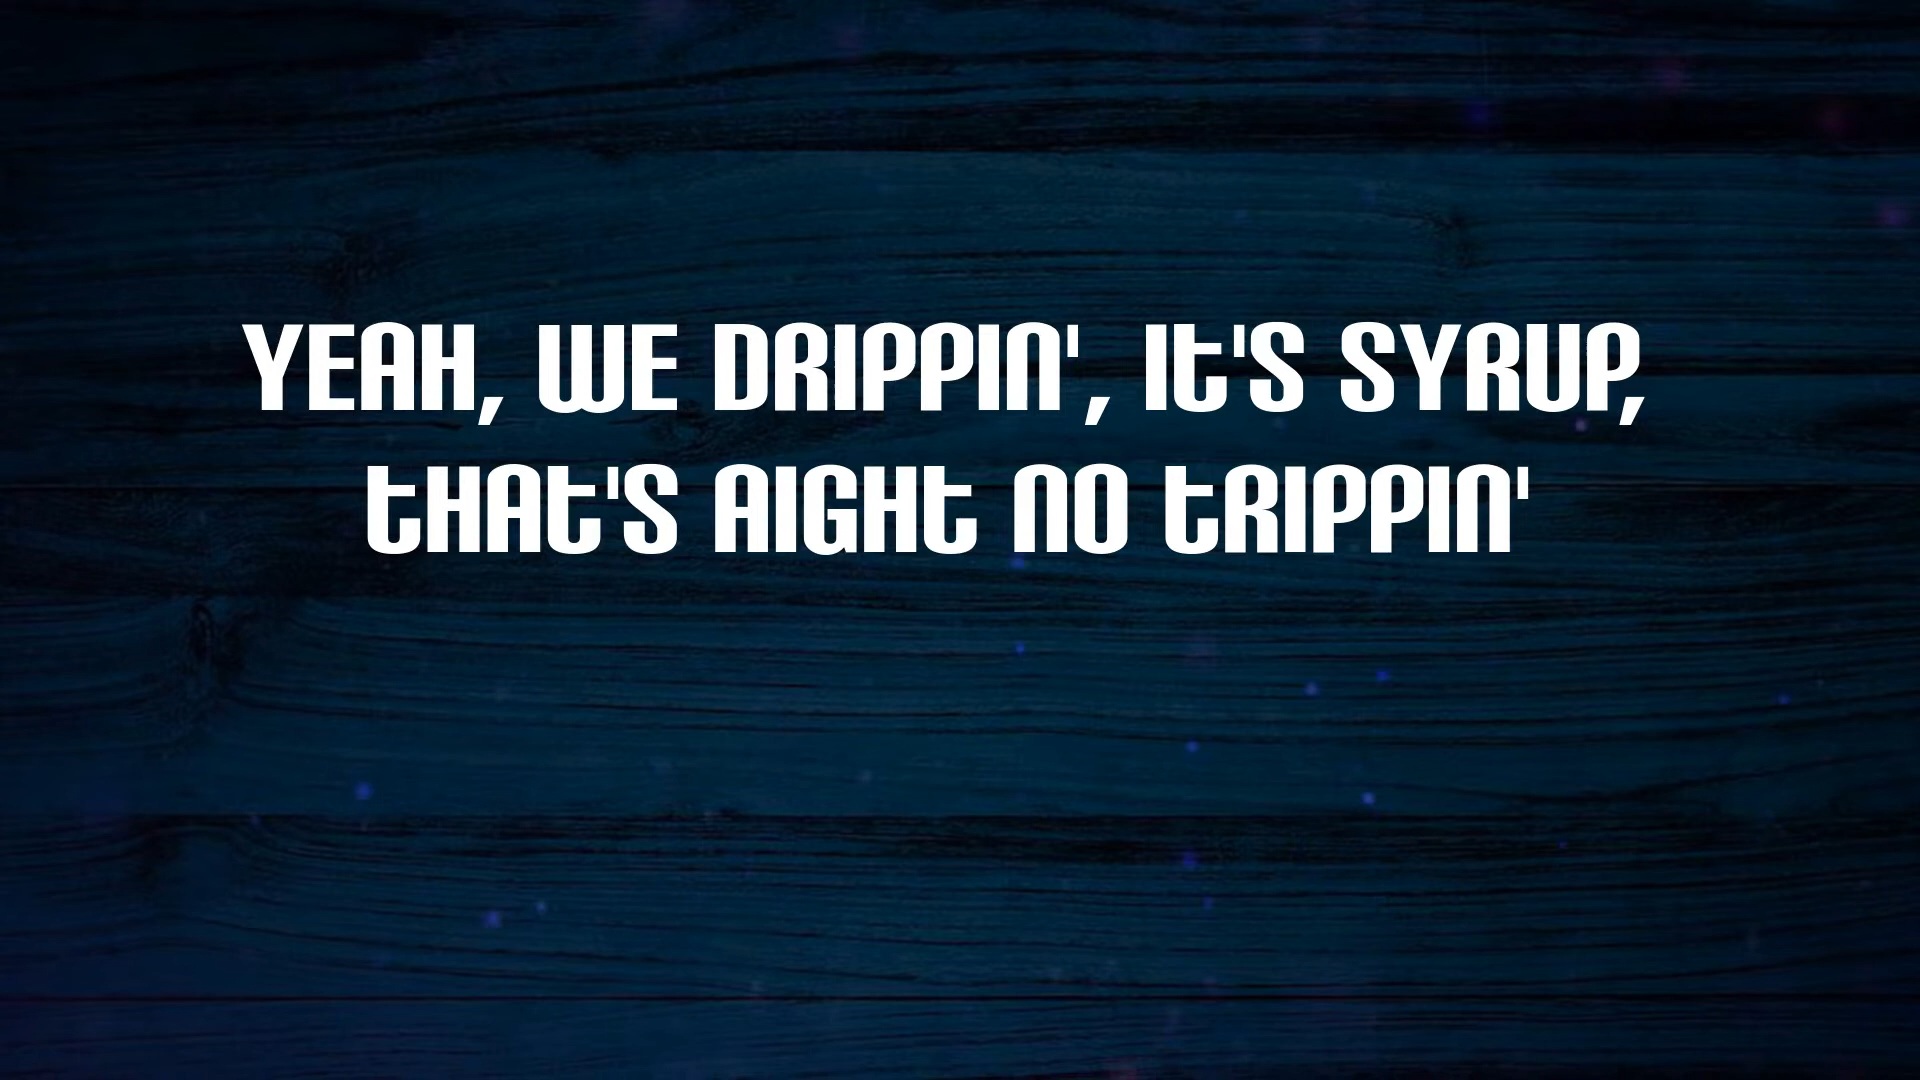 YEAH, WE DRIPPIN', IT'S SYRUP,
THAT'S AIGHT NO TRIPPIN'